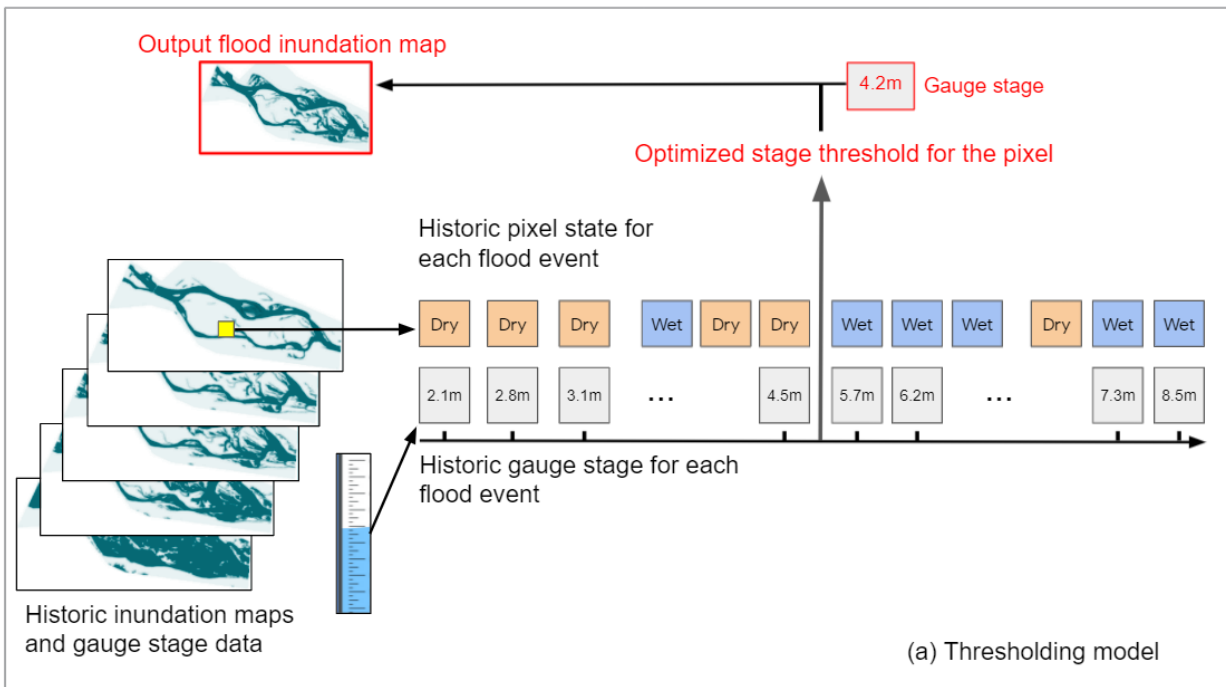 Output flood inundation map
4.2m
Gauge stage
Optimized stage threshold for the pixel
Historic pixel state for
each flood event
Dry Dry Dry Wet Dry Dry Wet Wet Wet Dry Wet Wet
2.1m 2.8m 3.1m ... 4.5m 5.7m 6.2m ... 7.3m 8.5m
Historic gauge stage for each
flood event
Historic inundation maps
and gauge stage data
(a) Thresholding model